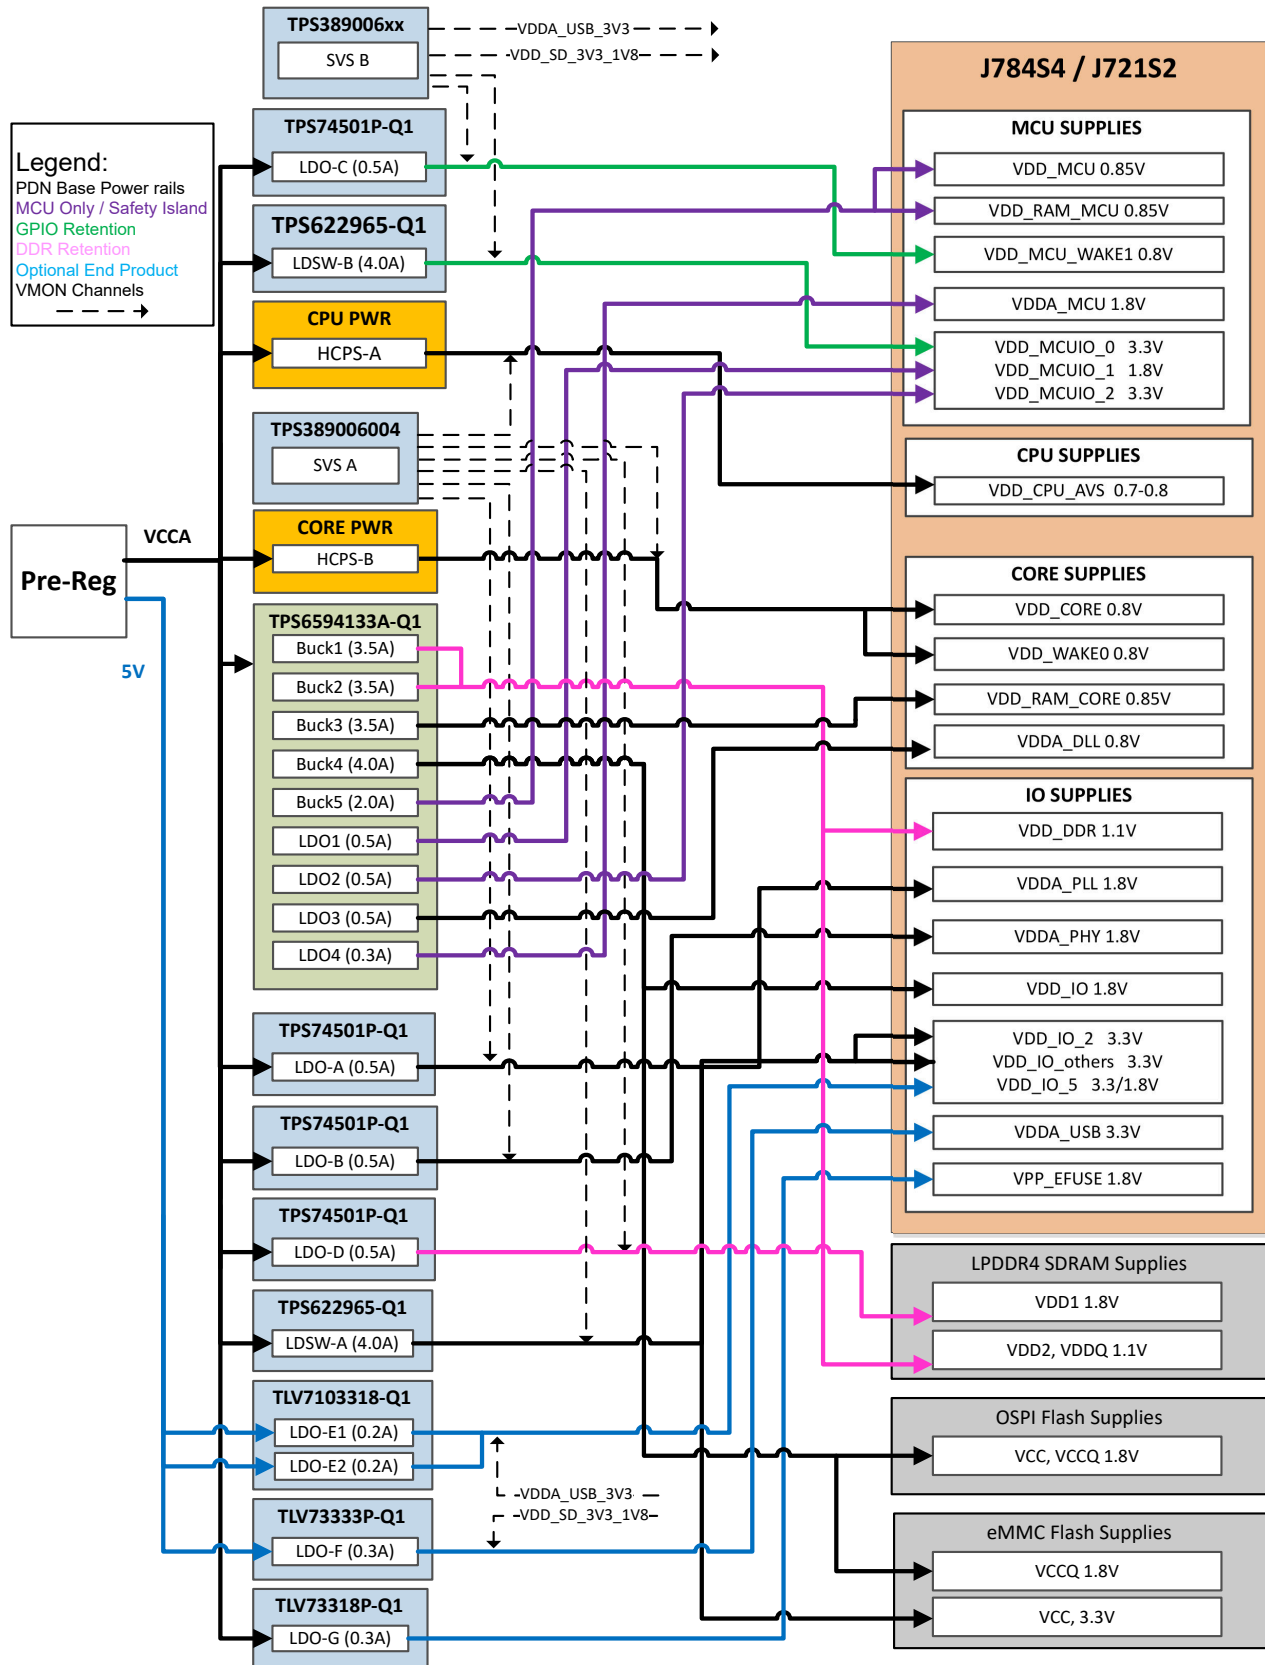 TPS389006xx
SVS B
VDDA_USB_3V3
VDD_SD_3V3_1V8
Legend:
PDN Base Power rails
MCU Only / Safety Island
GPIO Retention
DDR Retention
Optional End Product
VMON Channels
TPS74501P-Q1
LDO-C (0.5A)
TPS622965-Q1
LDSW-B (4.0A)
CPU PWR
HCPS-A
TPS389006004
SVS A
Pre-Reg
VCCA
5V
CORE PWR
HCPS-B
TPS6594133A-Q1
Buck1 (3.5A)
Buck2 (3.5A)
Buck3 (3.5A)
Buck4 (4.0A)
Buck5 (2.0A)
LDO1 (0.5A)
LDO2 (0.5A)
LDO3 (0.5A)
LDO4 (0.3A)
TPS74501P-Q1
LDO-A (0.5A)
TPS74501P-Q1
LDO-B (0.5A)
TPS74501P-Q1
LDO-D (0.5A)
TPS622965-Q1
LDSW-A (4.0A)
TLV7103318-Q1
LDO-E1 (0.2A)
LDO-E2 (0.2A)
VDDA_USB_3V3
VDD_SD_3V3_1V8
TLV73333P-Q1
LDO-F (0.3A)
TLV73318P-Q1
LDO-G (0.3A)
J784S4 / J721S2
MCU SUPPLIES
VDD_MCU 0.85V
VDD_RAM_MCU 0.85V
VDD_MCU_WAKE1 0.8V
VDDA_MCU 1.8V
VDD_MCUIO_0 3.3V
VDD_MCUIO_1 1.8V
VDD_MCUIO_2 3.3V
CPU SUPPLIES
VDD_CPU_AVS 0.7-0.8
CORE SUPPLIES
VDD_CORE 0.8V
VDD_WAKE0 0.8V
VDD_RAM_CORE 0.85V
VDDA_DLL 0.8V
IO SUPPLIES
VDD_DDR 1.1V
VDDA_PLL 1.8V
VDDA_PHY 1.8V
VDD_IO 1.8V
VDD_IO_2 3.3V
VDD_IO_others 3.3V
VDD_IO_5 3.3/1.8V
VDDA_USB 3.3V
VPP_EFUSE 1.8V
LPDDR4 SDRAM Supplies
VDD1 1.8V
VDD2, VDDQ 1.1V
OSPI Flash Supplies
VCC, VCCQ 1.8V
eMMC Flash Supplies
VCCQ 1.8V
VCC, 3.3V